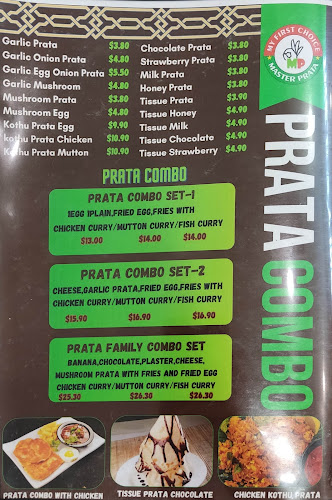 MY FIRST CHOICE
MP
MASTER PRATA
PRATA COMBO
Garlic Prata $3.80
Garlic Onion Prata $4.80
Garlic Egg Onion Prata $5.50
Garlic Mushroom $4.80
Mushroom Prata $3.80
Mushroom Egg $4.80
Kothu Prata Egg $9.90
kothu Prata Chicken $10.90
Kothu Prata Mutton $10.90
Chocolate Prata $3.80
Strawberry Prata $3.80
Milk Prata $3.80
Honey Prata $3.80
Tissue Prata $3.90
Tissue Honey $4.90
Tissue Milk $4.90
Tissue Chocolate $4.90
Tissue Strawberry $4.90
PRATA COMBO
PRATA COMBO SET-1
1EGG 1PLAIN,FRIED EGG,FRIES WITH
CHICKEN CURRY/MUTTON CURRY/FISH CURRY
$13.00 $14.00 $14.00
PRATA COMBO SET-2
CHEESE,GARLIC PRATA,FRIED EGG,FRIES WITH
CHICKEN CURRY/MUTTON CURRY/FISH CURRY
$15.90 $16.90 $16.90
PRATA FAMILY COMBO SET
BANANA,CHOCOLATE,PLASTER,CHEESE,
MUSHROOM PRATA WITH FRIES AND FRIED EGG
CHICKEN CURRY/MUTTON CURRY/FISH CURRY
$25.30 $26.30 $26.30
PRATA COMBO WITH CHICKEN
TISSUE PRATA CHOCOLATE
CHICKEN KOTHU PRATA